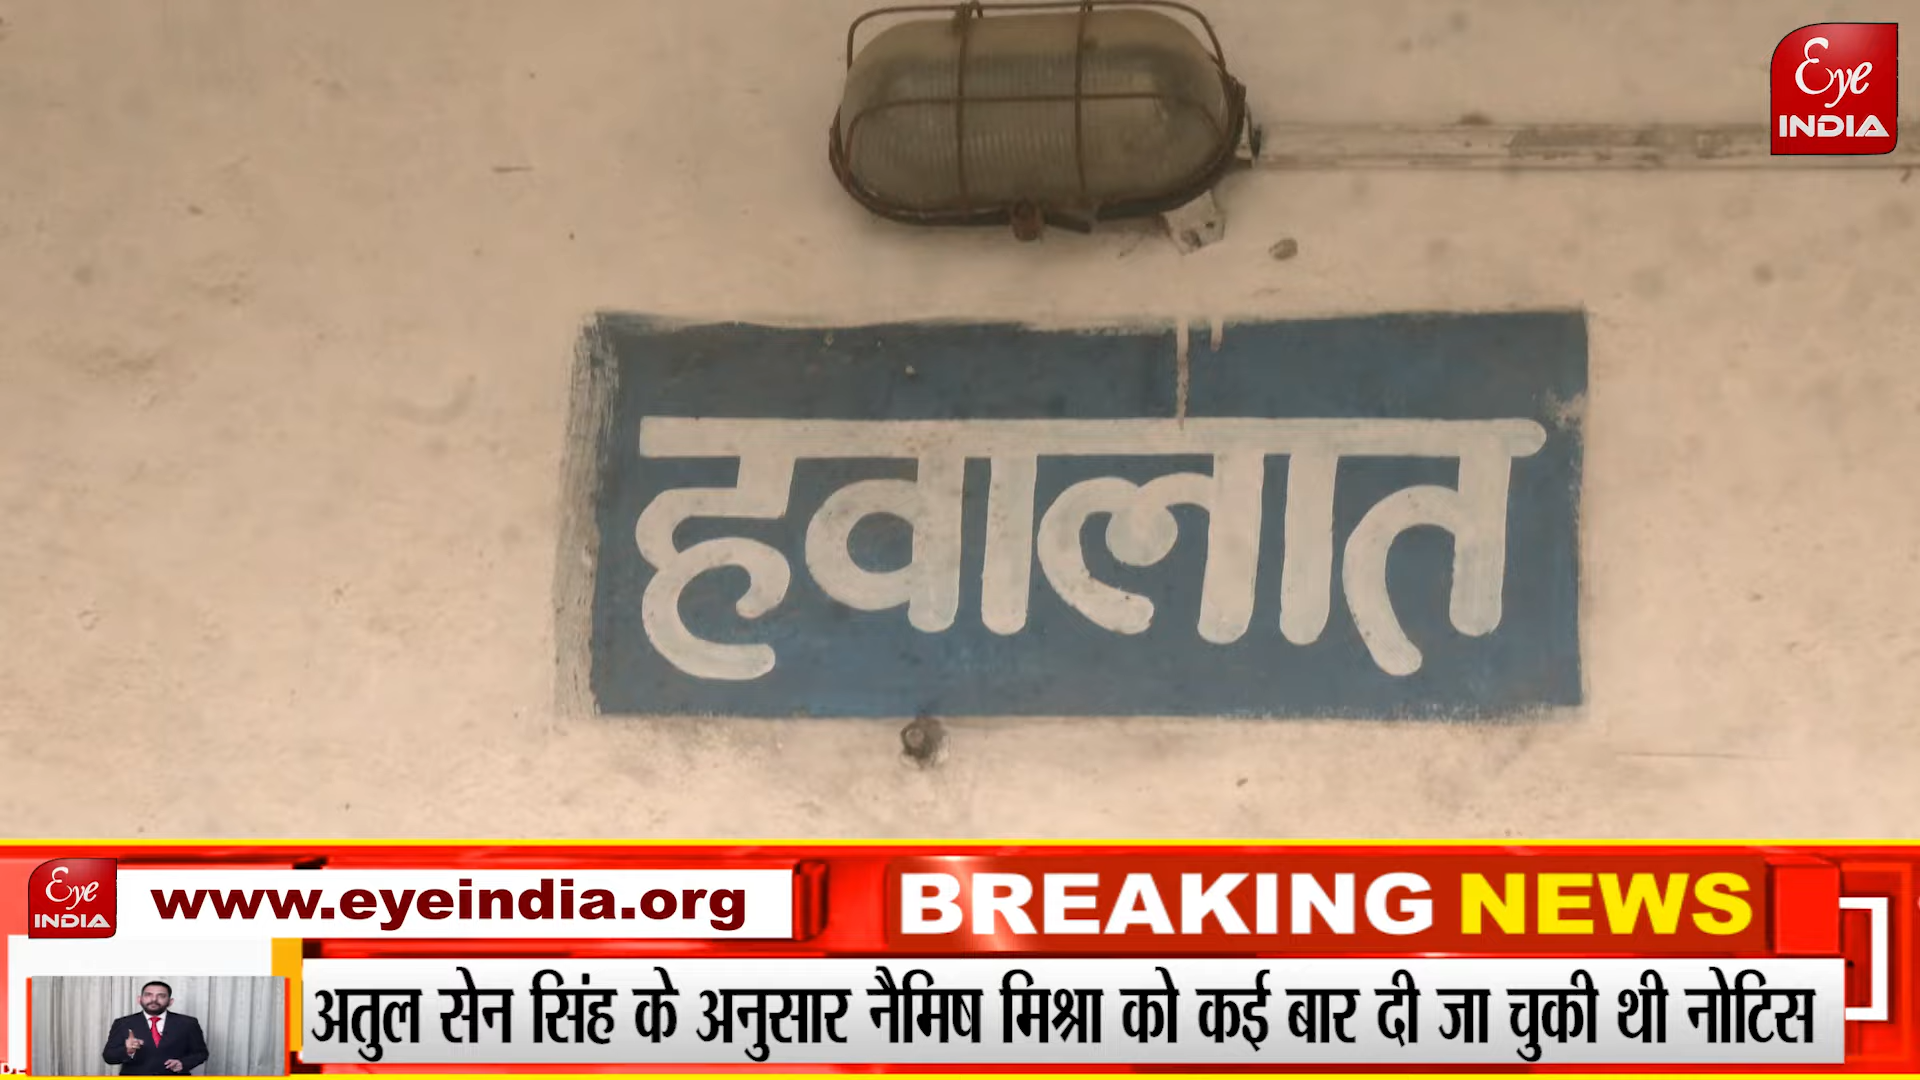 Eye
INDIA
हवालात
Eye
INDIA
www.eyeindia.org
BREAKING NEWS
अतुल सेन सिंह के अनुसार नैमिष मिश्रा को कई बार दी जा चुकी थी नोटिस